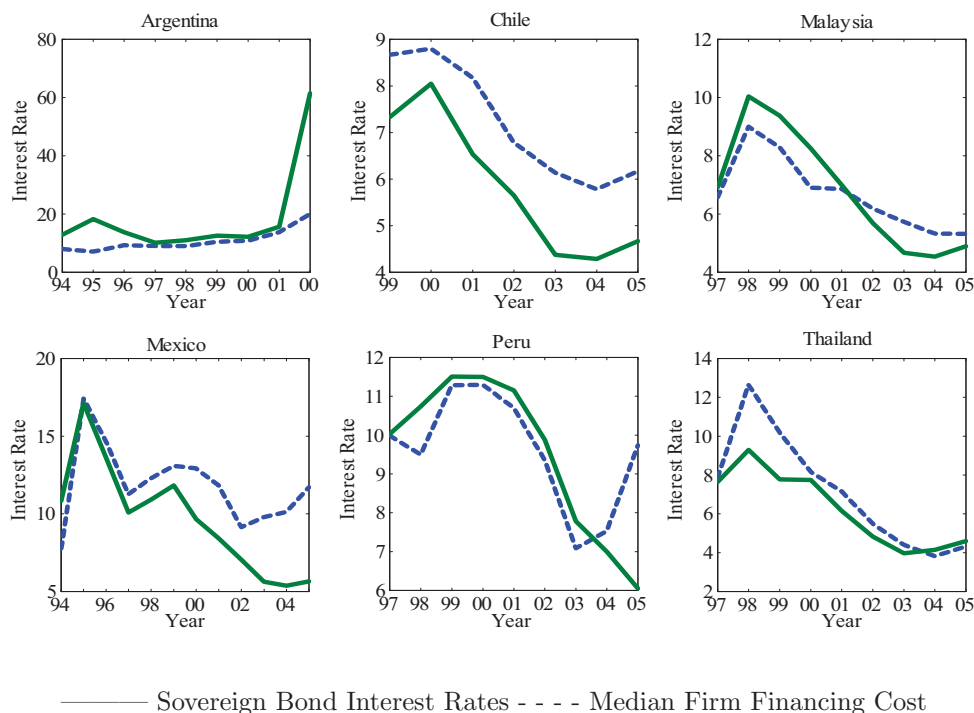 Argentina
80
60
40
20
0
94 95 96 97 98 99 00 01 00
Interest Rate
Year
Chile
9
8
7
6
5
4
99 00 01 02 03 04 05
Interest Rate
Year
Malaysia
12
10
8
6
4
97 98 99 00 01 02 03 04 05
Interest Rate
Year
Mexico
20
15
10
5
94 96 98 00 02 04
Interest Rate
Year
Peru
12
11
10
9
8
7
6
97 98 99 00 01 02 03 04 05
Interest Rate
Year
Thailand
14
12
10
8
6
4
2
97 98 99 00 01 02 03 04 05
Interest Rate
Year
——— Sovereign Bond Interest Rates - - - - Median Firm Financing Cost